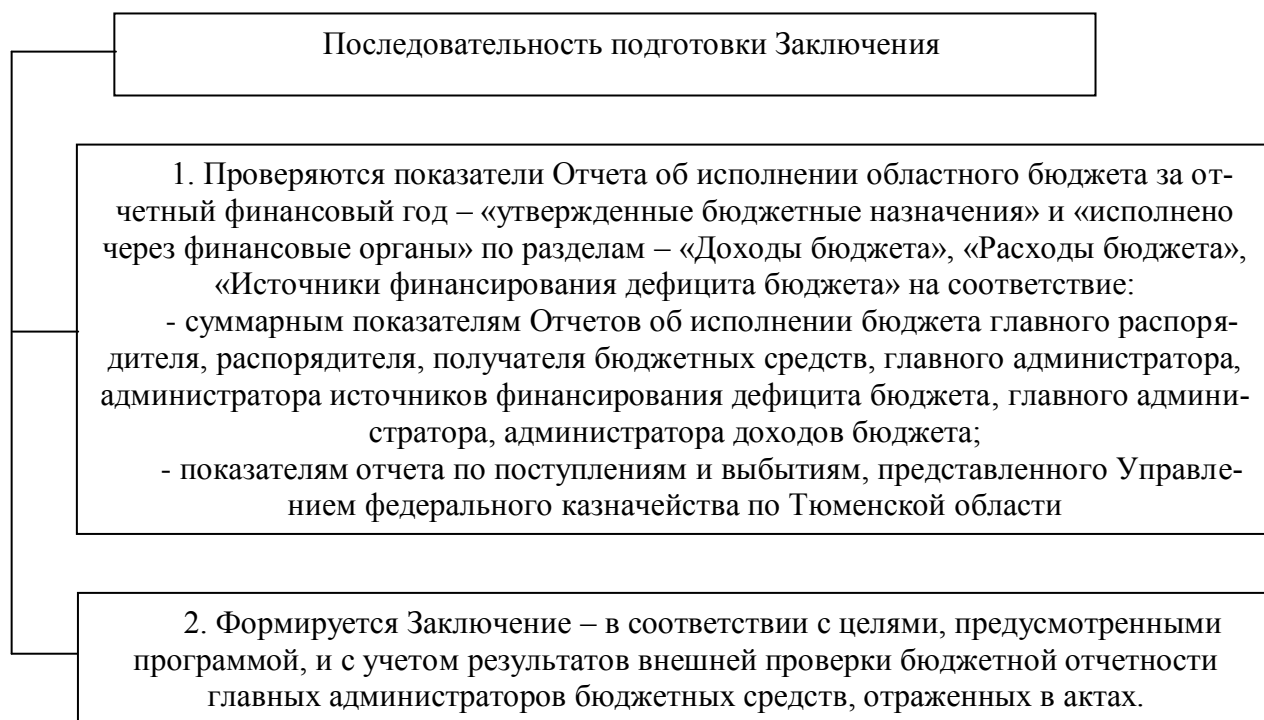 Последовательность подготовки Заключения
1. Проверяются показатели Отчета об исполнении областного бюджета за от-
четный финансовый год – «утвержденные бюджетные назначения» и «исполнено
через финансовые органы» по разделам – «Доходы бюджета», «Расходы бюджета»,
«Источники финансирования дефицита бюджета» на соответствие:
- суммарным показателям Отчетов об исполнении бюджета главного распоря-
дителя, распорядителя, получателя бюджетных средств, главного администратора,
администратора источников финансирования дефицита бюджета, главного админи-
стратора, администратора доходов бюджета;
- показателям отчета по поступлениям и выбытиям, представленного Управле-
нием федерального казначейства по Тюменской области
2. Формируется Заключение – в соответствии с целями, предусмотренными
программой, и с учетом результатов внешней проверки бюджетной отчетности
главных администраторов бюджетных средств, отраженных в актах.